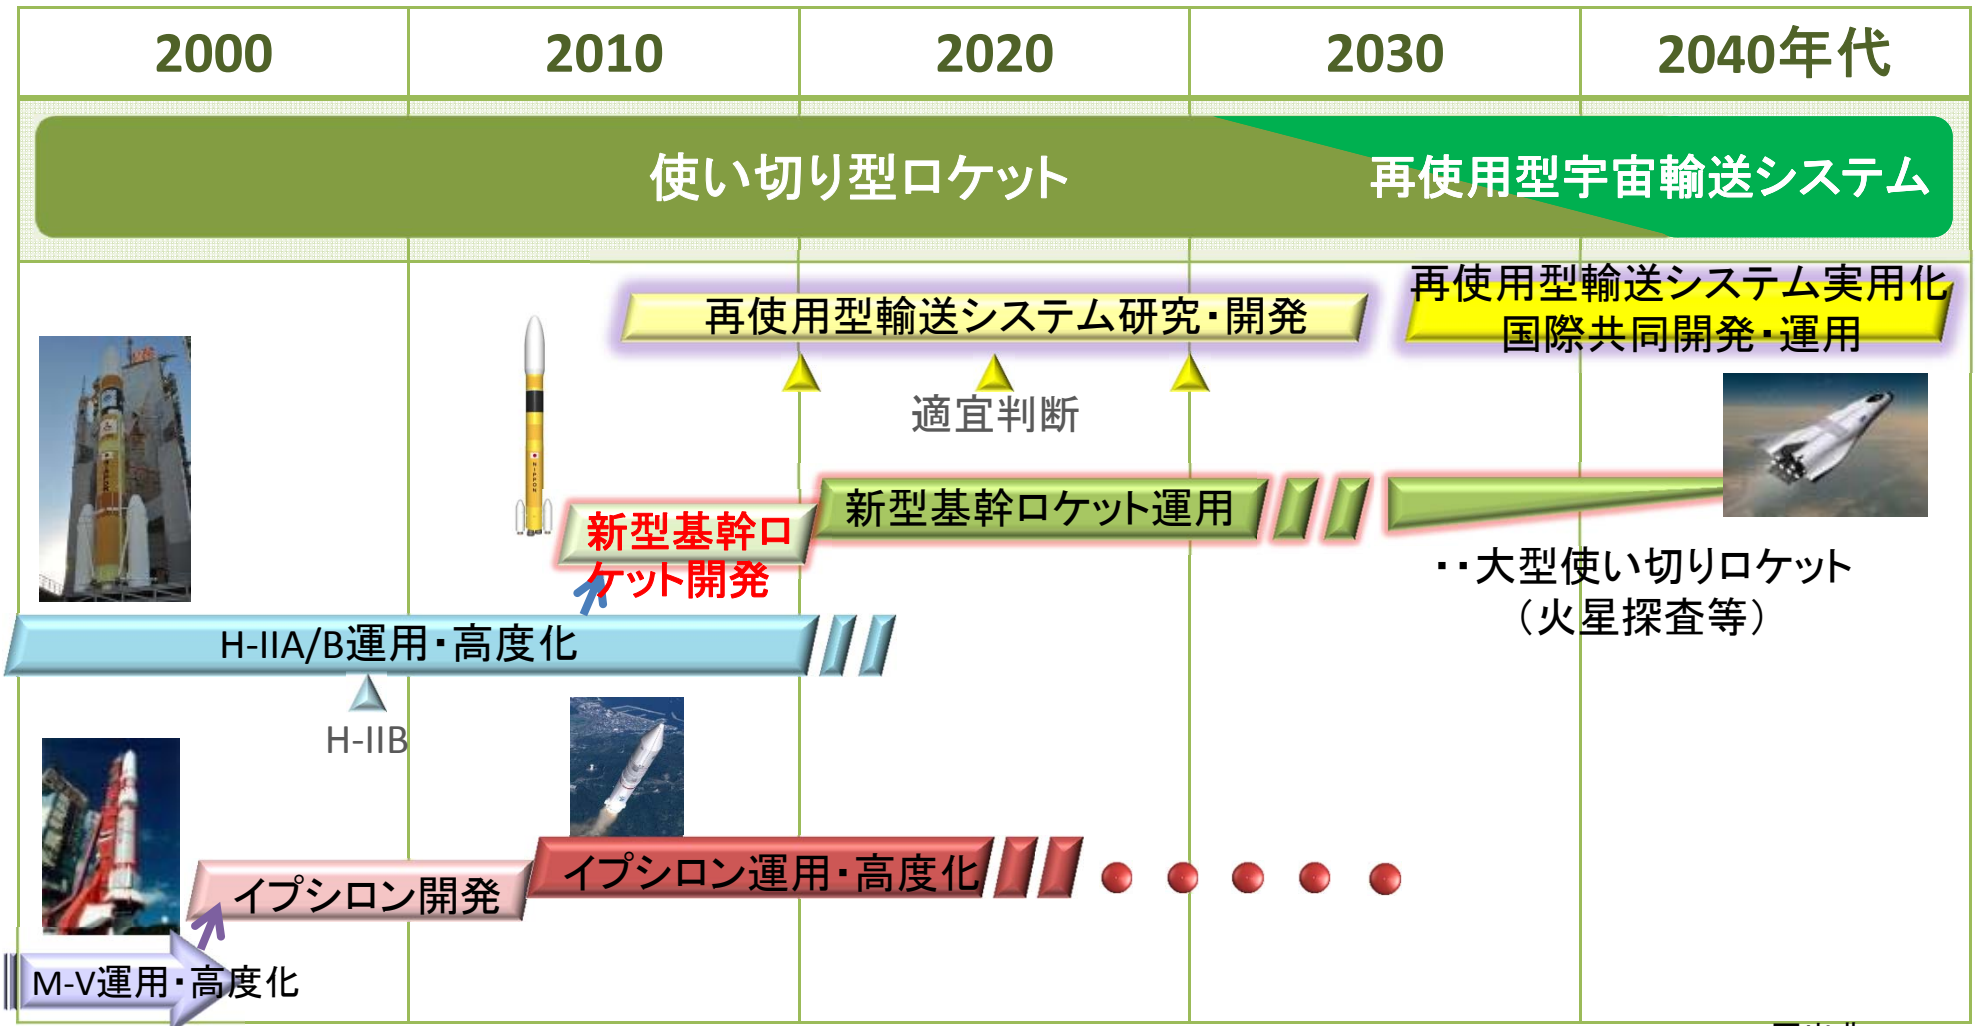 2000
2010
2020
2030
2040年代
使い切り型ロケット
再使用型宇宙輸送システム
再使用型輸送システム研究・開発
再使用型輸送システム実用化
国際共同開発・運用
適宜判断
NIPPON
新型基幹ロ
ケット開発
新型基幹ロケット運用
・・大型使い切りロケット
（火星探査等）
H-IIA/B運用・高度化
H-IIB
イプシロン開発
イプシロン運用・高度化
M-V運用・高度化